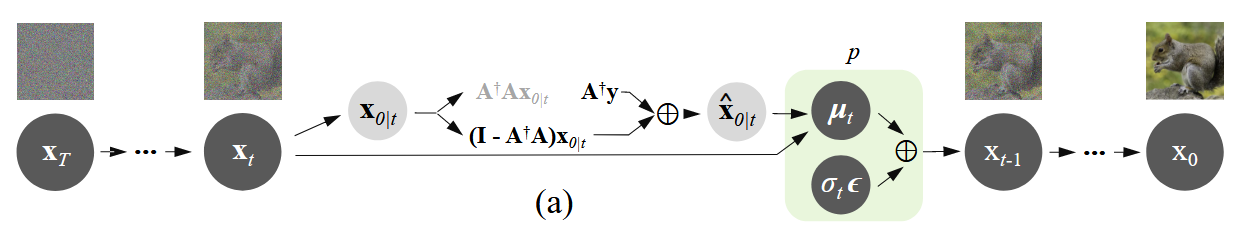 p
x_T ... x_t x_{0|t} A†Ax_{0|t} A†y ⊕ x̂_{0|t} μ_t ⊕ x_{t-1} ... x_0
(I - A†A)x_{0|t}
σ_t ϵ
(a)